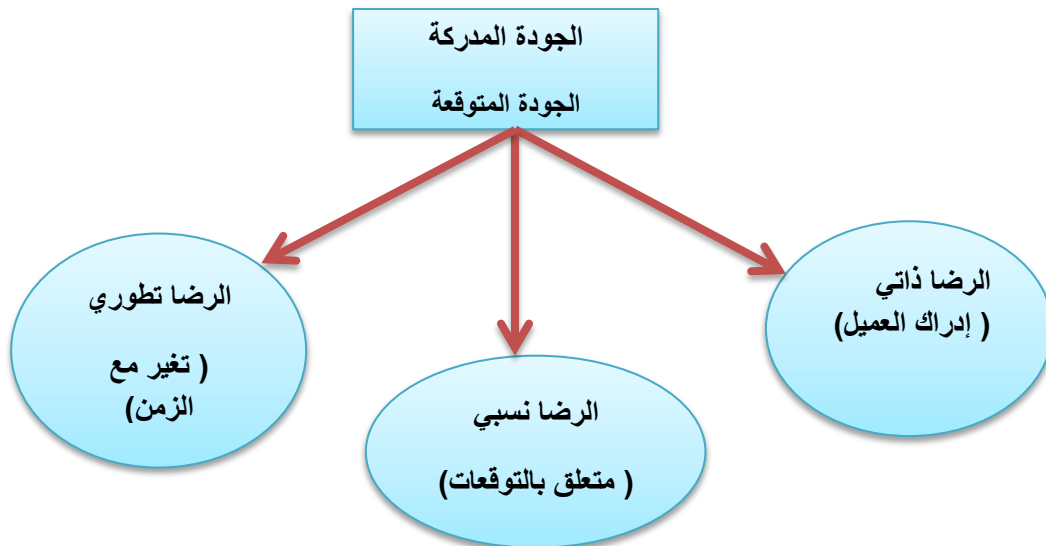 الجودة المدركة
الجودة المتوقعة
الرضا ذاتي
( إدراك العميل)
الرضا نسبي
( متعلق بالتوقعات)
الرضا تطوري
( تغير مع
الزمن)